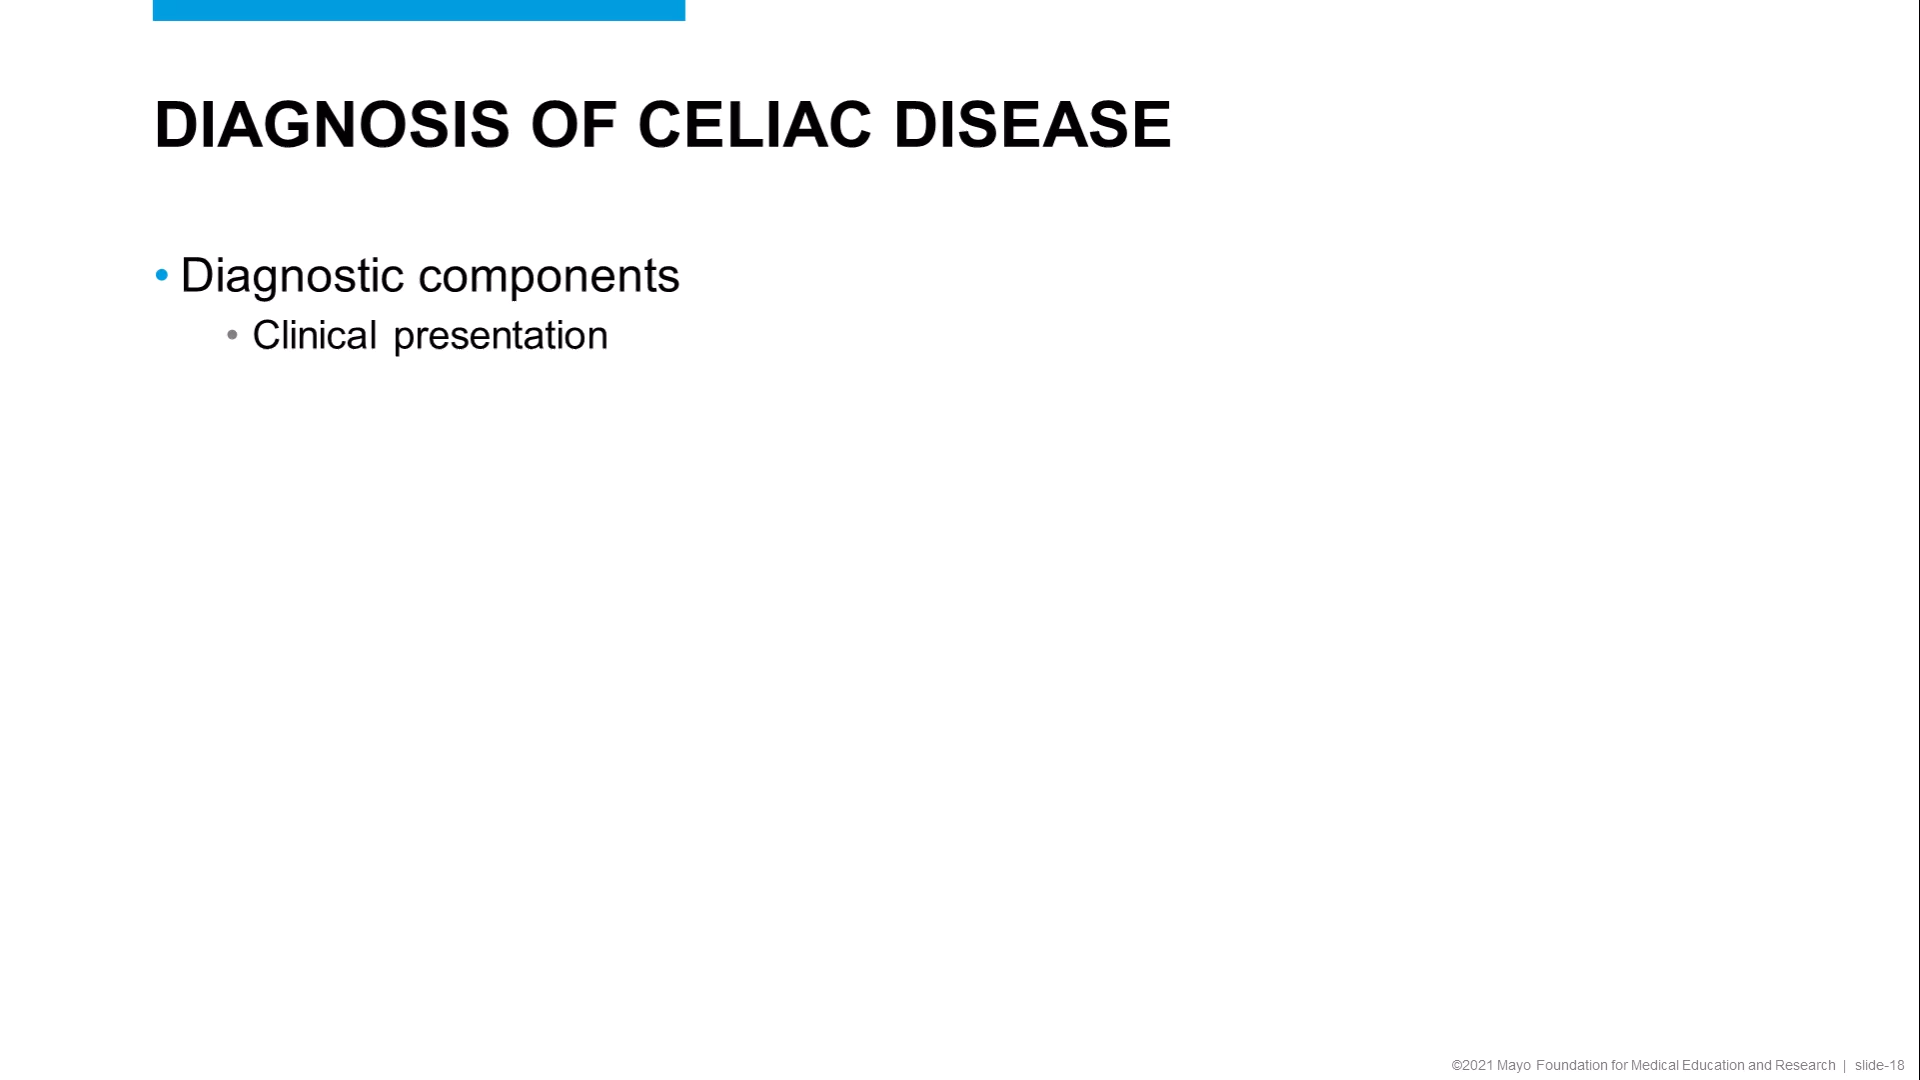 DIAGNOSIS OF CELIAC DISEASE
• Diagnostic components
• Clinical presentation
©2021 Mayo Foundation for Medical Education and Research | slide-18